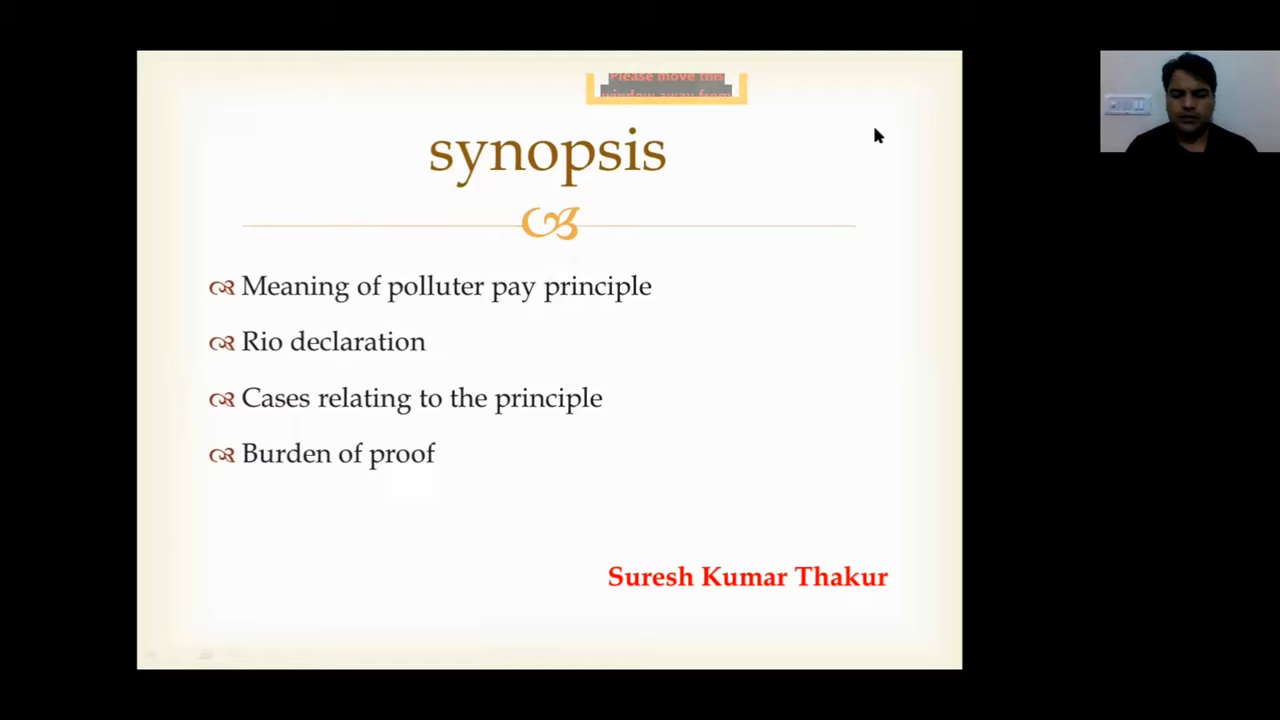 Please move this
window away from
synopsis
Meaning of polluter pay principle
Rio declaration
Cases relating to the principle
Burden of proof
Suresh Kumar Thakur